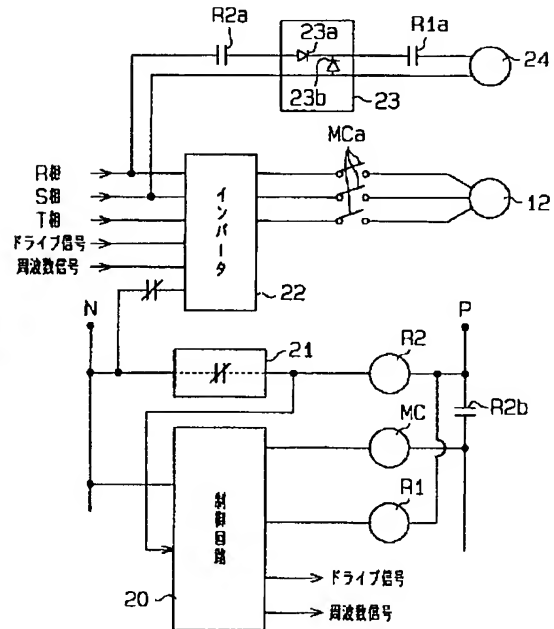 R2a
23a
R1a
24
23b
23
MCa
R相
S相
T相
ドライブ信号
周波数信号
インバータ
12
22
N
P
21
R2
R2b
MC
制御回路
R1
20
ドライブ信号
周波数信号